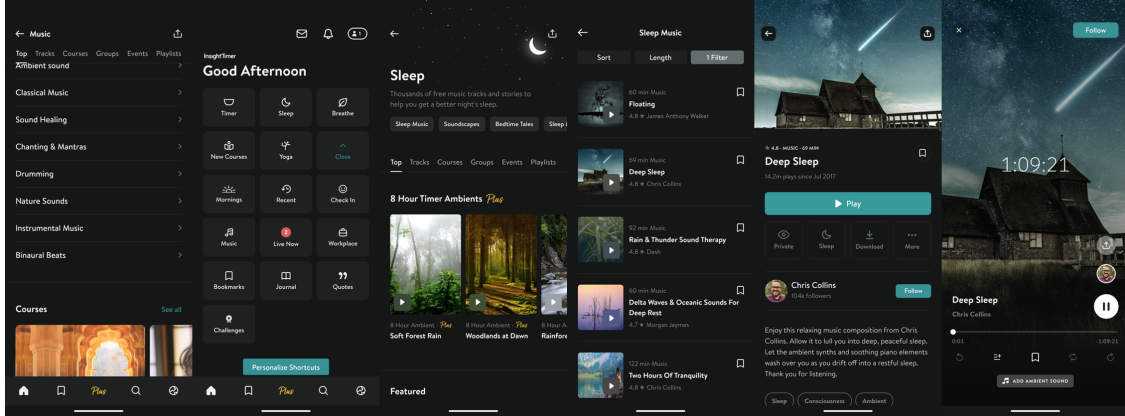 Music
Top Tracks Courses Groups Events Playlists
Ambient sound
Classical Music
Sound Healing
Chanting & Mantras
Drumming
Nature Sounds
Instrumental Music
Binaural Beats
Courses See all
Plus
1
InsightTimer
Good Afternoon
Timer Sleep Breathe
New Courses Yoga Close
Mornings Recent Check In
2
Music Live Now Workplace
Bookmarks Journal Quotes
Challenges
Personalize Shortcuts
Plus
Sleep
Thousands of free music tracks and stories to
help you get a better night's sleep.
Sleep Music Soundscapes Bedtime Tales Sleep
Top Tracks Courses Groups Events Playlists
8 Hour Timer Ambients Plus
8 Hour Ambient · Plus 8 Hour Ambient · Plus 8 Hour A
Soft Forest Rain Woodlands at Dawn Rainfore
Featured
Sleep Music
Sort Length 1 Filter
60 min Music
Floating
4.8 ★ James Anthony Walker
69 min Music
Deep Sleep
4.8 ★ Chris Collins
92 min Music
Rain & Thunder Sound Therapy
4.8 ★ Desh
60 min Music
Delta Waves & Oceanic Sounds For
Deep Rest
4.7 ★ Morgan Jaymes
122 min Music
Two Hours Of Tranquility
4.8 ★ Chris Collins
★ 4.8 · MUSIC · 69 MIN
Deep Sleep
14.2m plays since Jul 2017
Play
Private Sleep Download More
Chris Collins
104k followers
Follow
Enjoy this relaxing music composition from Chris
Collins. Allow it to lull you into deep, peaceful sleep.
Let the ambient synths and soothing piano elements
wash over you as you drift off into a restful sleep.
Thank you for listening.
Sleep Consciousness Ambient
Follow
1:09:21
Deep Sleep
Chris Collins
0:01 -1:09:21
ADD AMBIENT SOUND